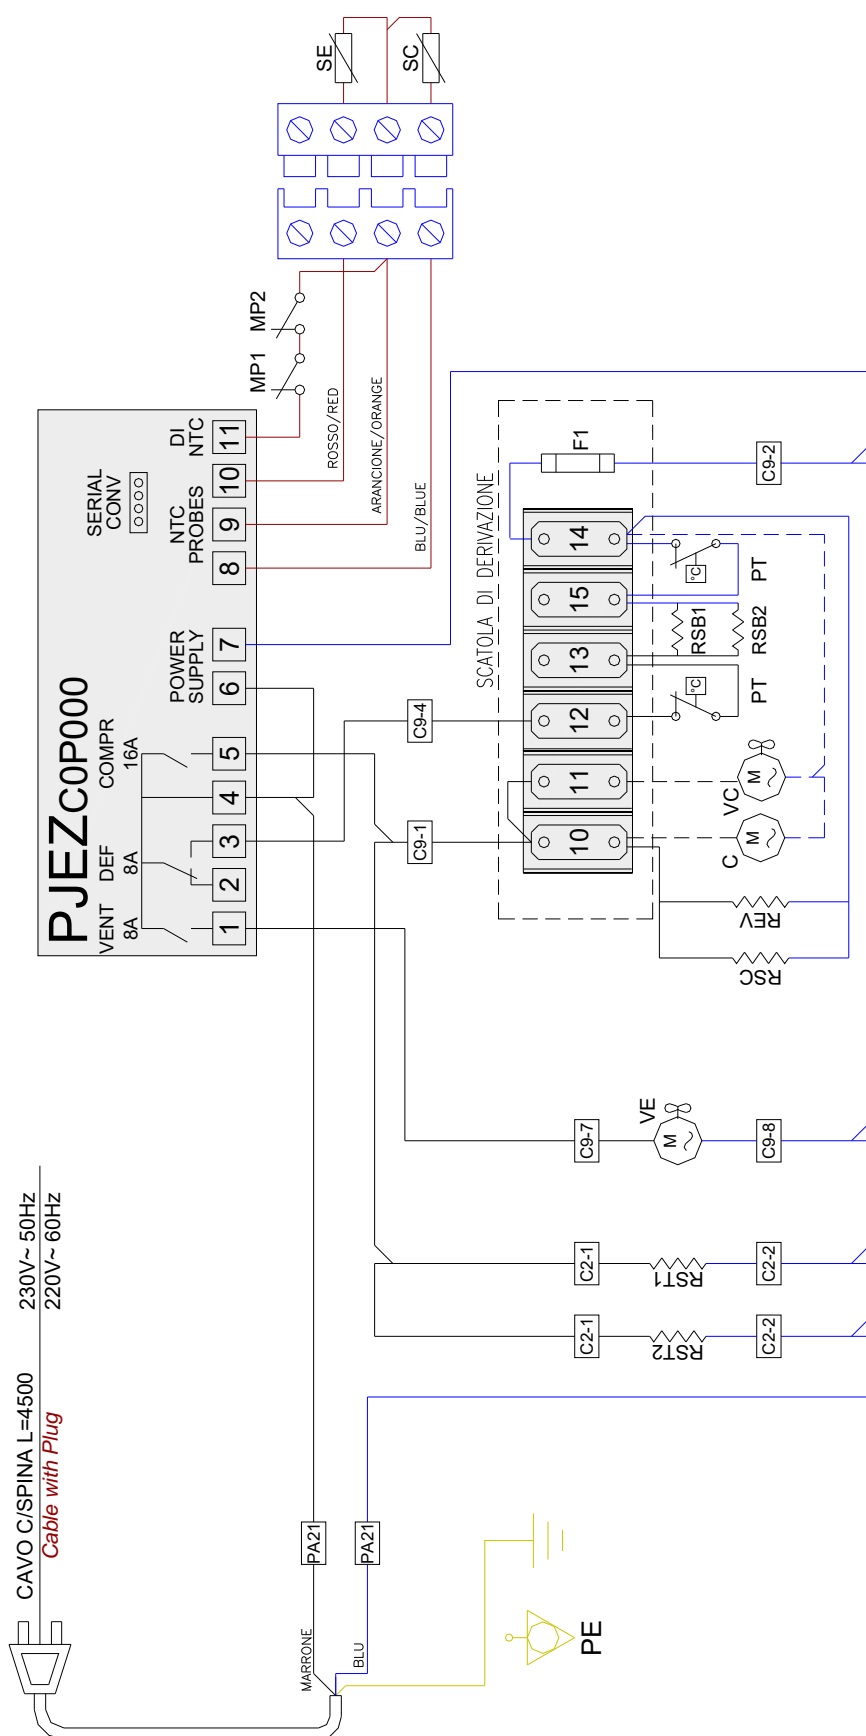 CAVO C/SPINA L=4500
Cable with Plug
230V~ 50Hz
220V~ 60Hz
PJEZC0P000
VENT
8A
DEF
8A
COMPR
16A
POWER
SUPPLY
NTC
PROBES
DI
NTC
SERIAL
CONV
1
2
3
4
5
6
7
8
9
10
11
MP1
MP2
SE
SC
ROSSO/RED
ARANCIONE/ORANGE
BLU/BLUE
C9-1
C9-4
SCATOLA DI DERIVAZIONE
10
11
12
13
15
14
F1
C9-2
RSC
REV
C
M
VC
M
PT
°C
RSB1
RSB2
PT
°C
C9-7
VE
M
C9-8
C2-1
RST1
C2-2
C2-1
RST2
C2-2
MARRONE
PA21
BLU
PA21
PE